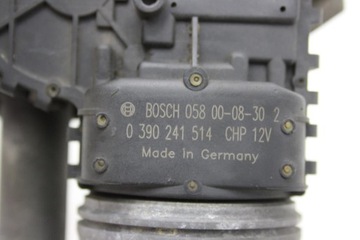 BOSCH 058 00-08-30 2
0 390 241 514 CHP 12V
Made in Germany